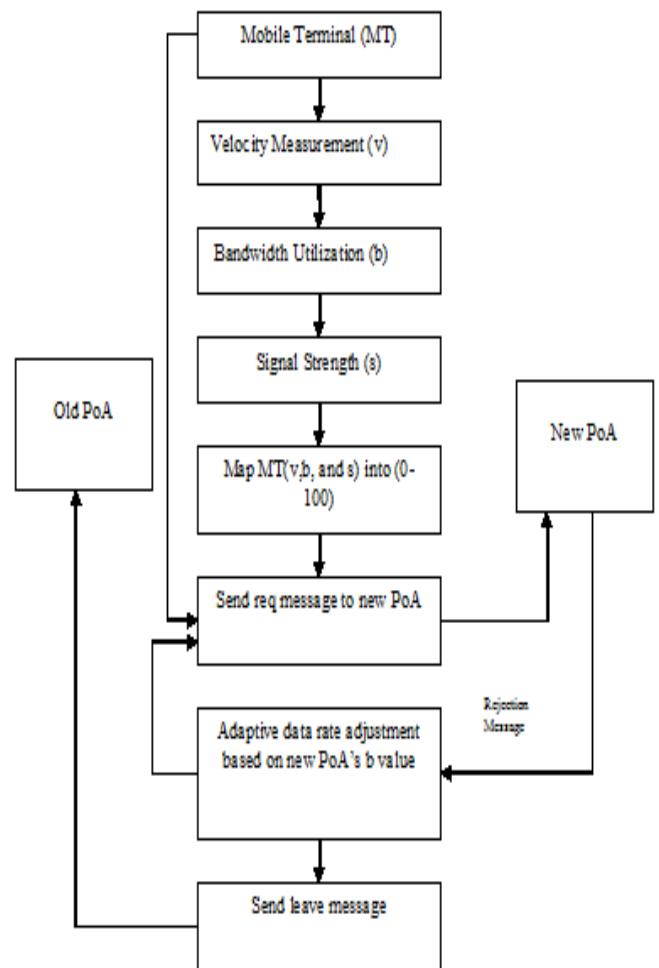 Mobile Terminal (MT)
Velocity Measurement (v)
Bandwidth Utilization (b)
Signal Strength (s)
Old PoA
New PoA
Map MT(v,b, and s) into (0-
100)
Send req message to new PoA
Rejection
Message
Adaptive data rate adjustment
based on new PoA's b value
Send leave message